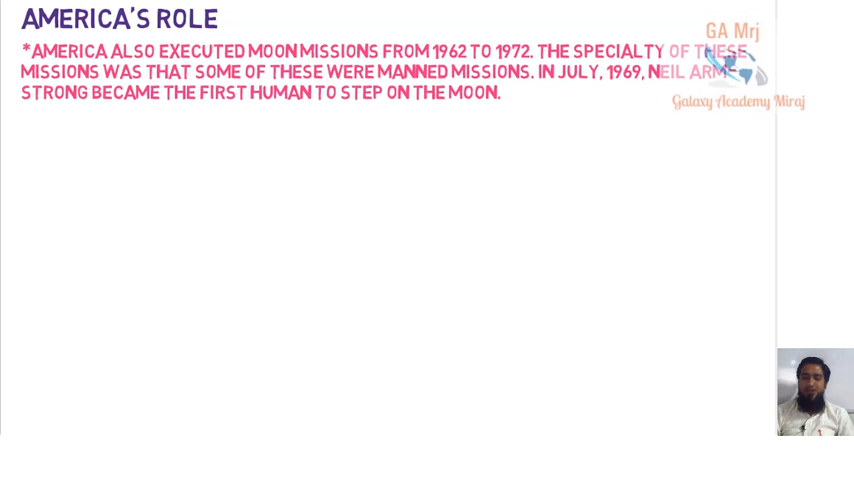 AMERICA'S ROLE
*AMERICA ALSO EXECUTED MOON MISSIONS FROM 1962 TO 1972. THE SPECIALTY OF THESE
MISSIONS WAS THAT SOME OF THESE WERE MANNED MISSIONS. IN JULY, 1969, NEIL ARM-
STRONG BECAME THE FIRST HUMAN TO STEP ON THE MOON.
GA Mrj
Galaxy Academy Miraj